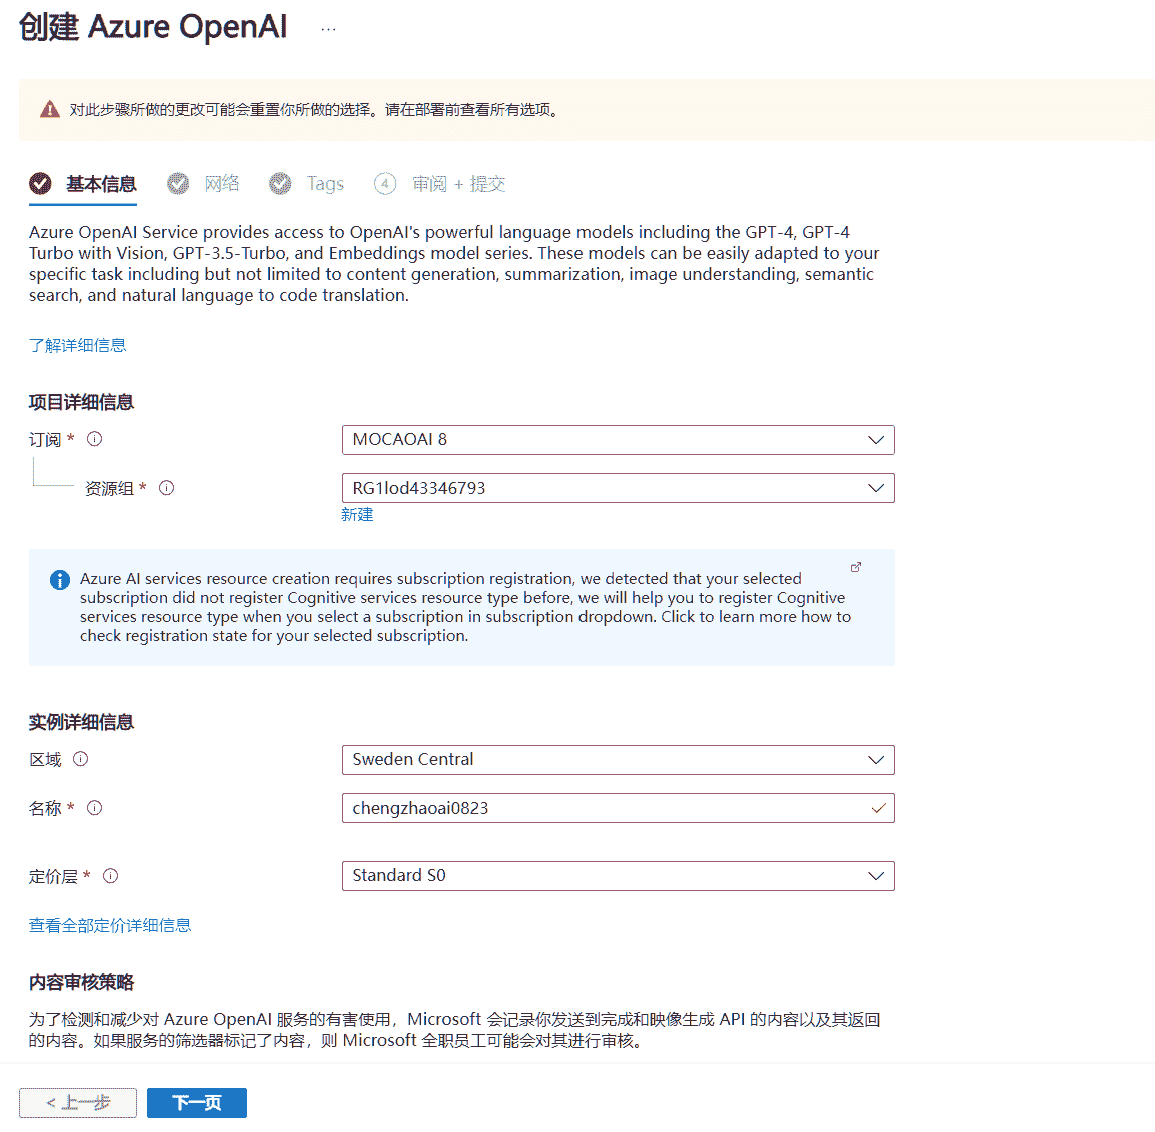 创建 Azure OpenAI ...
对此步骤所做的更改可能会重置你所做的选择。请在部署前查看所有选项。
基本信息 网络 Tags 4 审阅 + 提交
Azure OpenAI Service provides access to OpenAI's powerful language models including the GPT-4, GPT-4
Turbo with Vision, GPT-3.5-Turbo, and Embeddings model series. These models can be easily adapted to your
specific task including but not limited to content generation, summarization, image understanding, semantic
search, and natural language to code translation.
了解详细信息
项目详细信息
订阅 * MOCAOAI 8
资源组 * RG1lod43346793
新建
Azure AI services resource creation requires subscription registration, we detected that your selected
subscription did not register Cognitive services resource type before, we will help you to register Cognitive
services resource type when you select a subscription in subscription dropdown. Click to learn more how to
check registration state for your selected subscription.
实例详细信息
区域 Sweden Central
名称 * chengzhaoai0823
定价层 * Standard S0
查看全部定价详细信息
内容审核策略
为了检测和减少对 Azure OpenAI 服务的有害使用，Microsoft 会记录你发送到完成和映像生成 API 的内容以及其返回
的内容。如果服务的筛选器标记了内容，则 Microsoft 全职员工可能会对其进行审核。
< 上一步 下一页